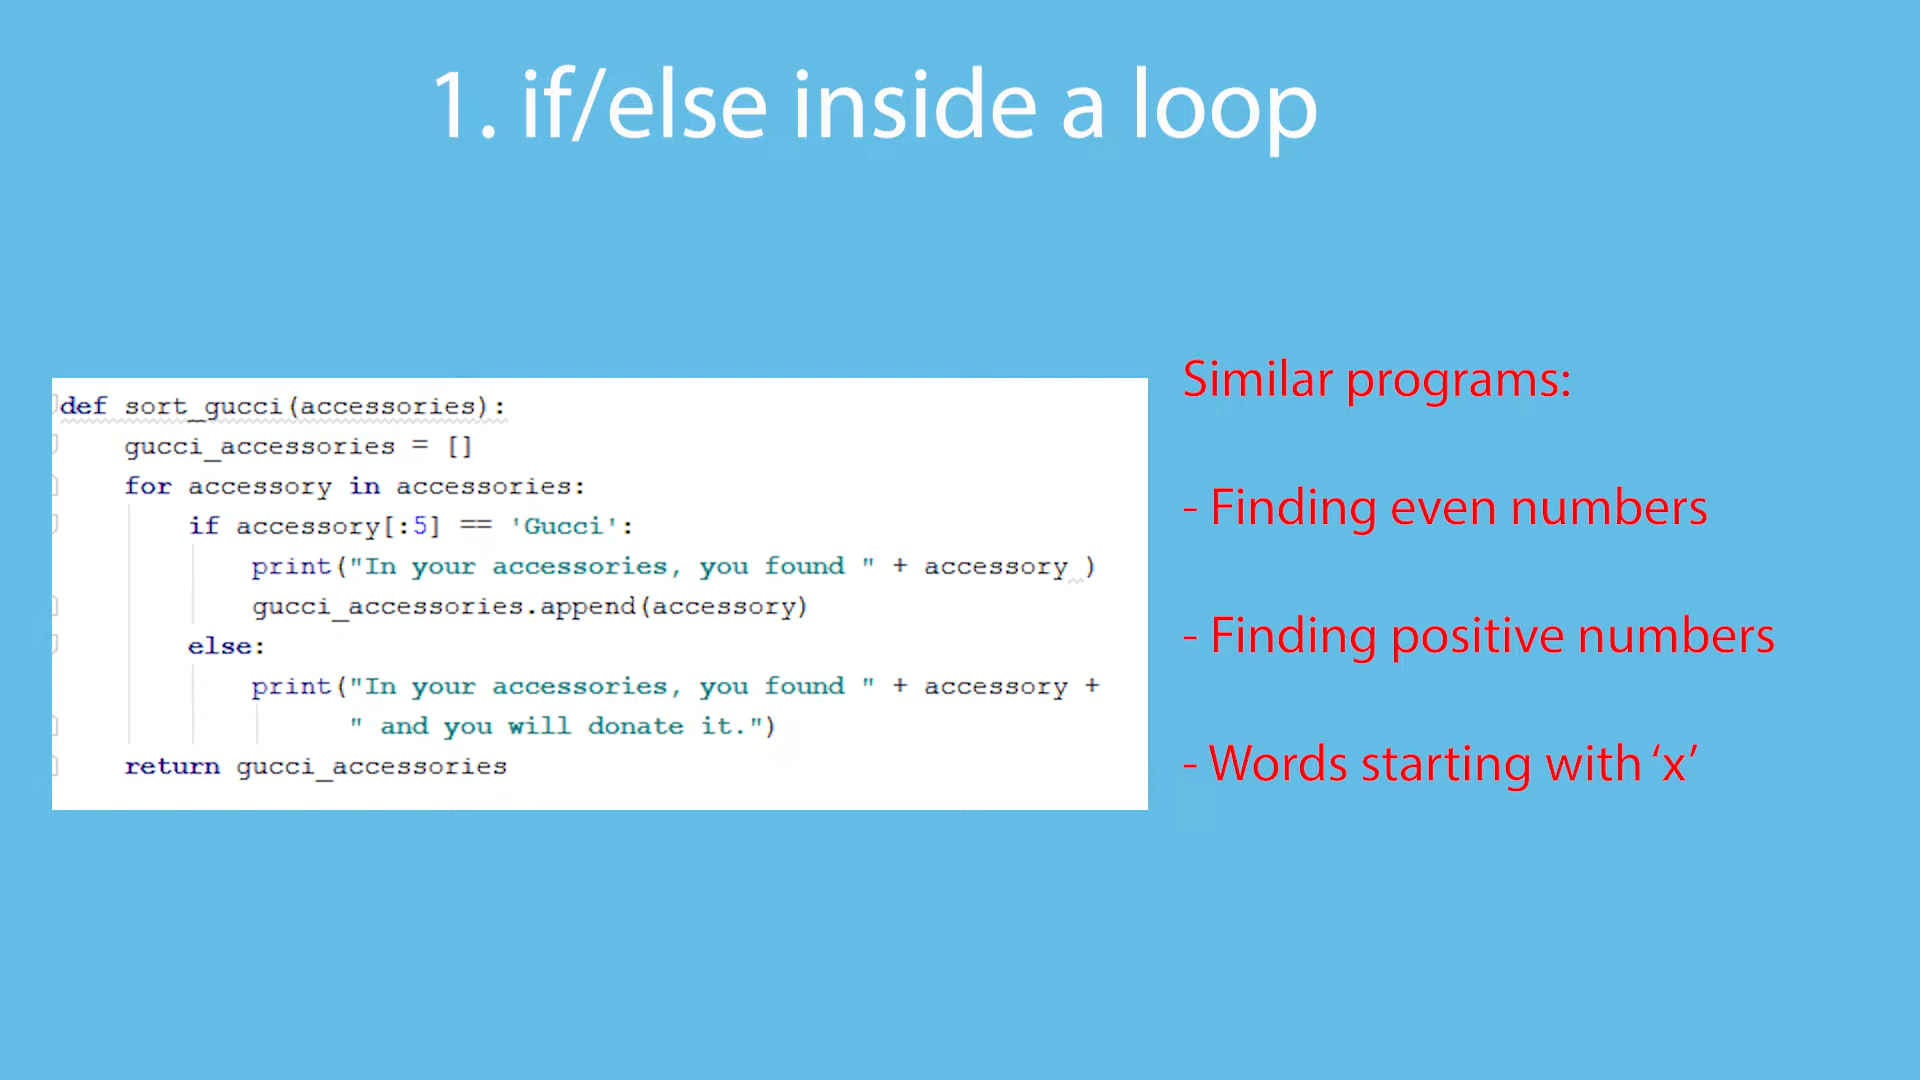 1. if/else inside a loop
def sort_gucci(accessories):
    gucci_accessories = []
    for accessory in accessories:
        if accessory[:5] == 'Gucci':
            print("In your accessories, you found " + accessory )
            gucci_accessories.append(accessory)
        else:
            print("In your accessories, you found " + accessory +
                  " and you will donate it.")
    return gucci_accessories
Similar programs:
- Finding even numbers
- Finding positive numbers
- Words starting with ‘x’